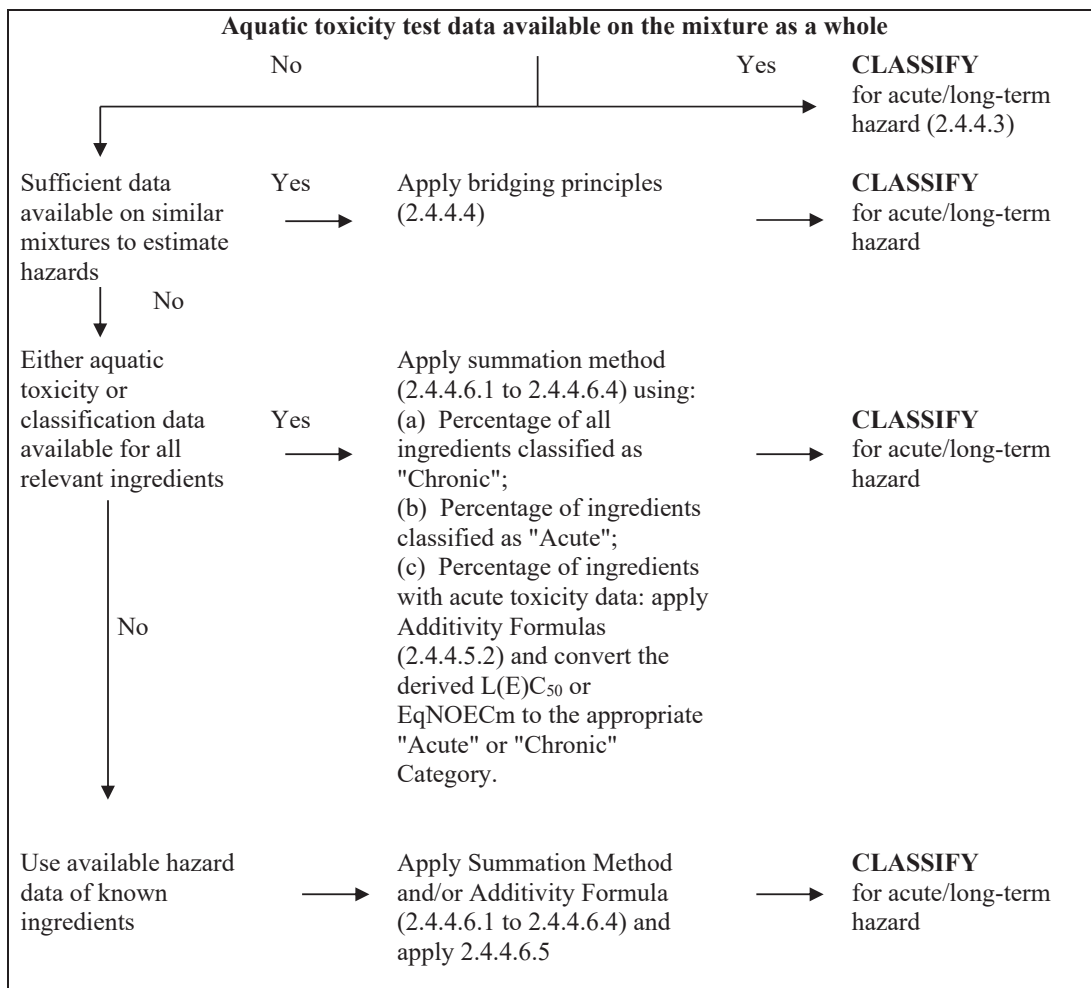 Aquatic toxicity test data available on the mixture as a whole
No
Yes
CLASSIFY
for acute/long-term
hazard (2.4.4.3)
Sufficient data
available on similar
mixtures to estimate
hazards
Yes
Apply bridging principles
(2.4.4.4)
CLASSIFY
for acute/long-term
hazard
No
Either aquatic
toxicity or
classification data
available for all
relevant ingredients
Yes
Apply summation method
(2.4.4.6.1 to 2.4.4.6.4) using:
(a) Percentage of all
ingredients classified as
"Chronic";
(b) Percentage of ingredients
classified as "Acute";
(c) Percentage of ingredients
with acute toxicity data: apply
Additivity Formulas
(2.4.4.5.2) and convert the
derived L(E)C₅₀ or
EqNOECm to the appropriate
"Acute" or "Chronic"
Category.
CLASSIFY
for acute/long-term
hazard
No
Use available hazard
data of known
ingredients
Apply Summation Method
and/or Additivity Formula
(2.4.4.6.1 to 2.4.4.6.4) and
apply 2.4.4.6.5
CLASSIFY
for acute/long-term
hazard